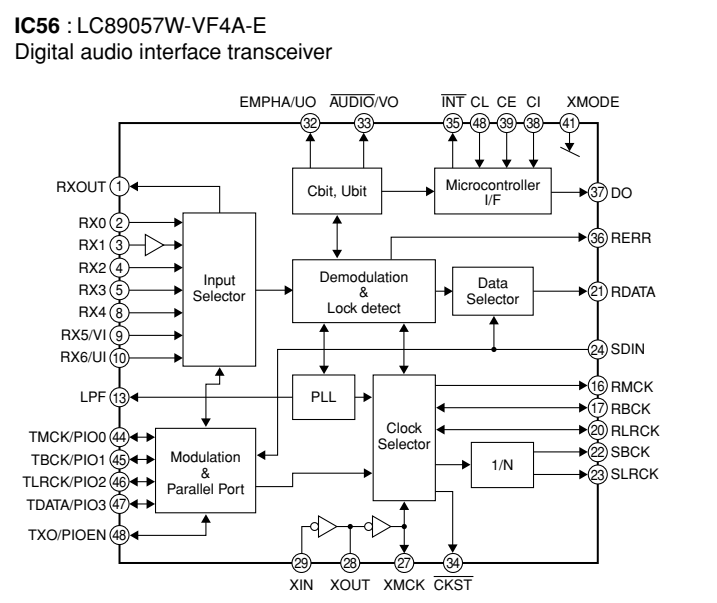 IC56 : LC89057W-VF4A-E
Digital audio interface transceiver
EMPHA/UO AUDIO/VO INT CL CE CI XMODE
32 33 35 48 39 38 41
RXOUT 1
Cbit, Ubit
Microcontroller
I/F
37 DO
RX0 2
RX1 3
RX2 4
RX3 5
RX4 8
RX5/VI 9
RX6/UI 10
Input
Selector
36 RERR
Demodulation
&
Lock detect
Data
Selector
21 RDATA
24 SDIN
LPF 13
PLL
Clock
Selector
16 RMCK
17 RBCK
20 RLRCK
22 SBCK
23 SLRCK
1/N
TMCK/PIO0 44
TBCK/PIO1 45
TLRCK/PIO2 46
TDATA/PIO3 47
TXO/PIOEN 48
Modulation
&
Parallel Port
29 28 27 34
XIN XOUT XMCK CKST